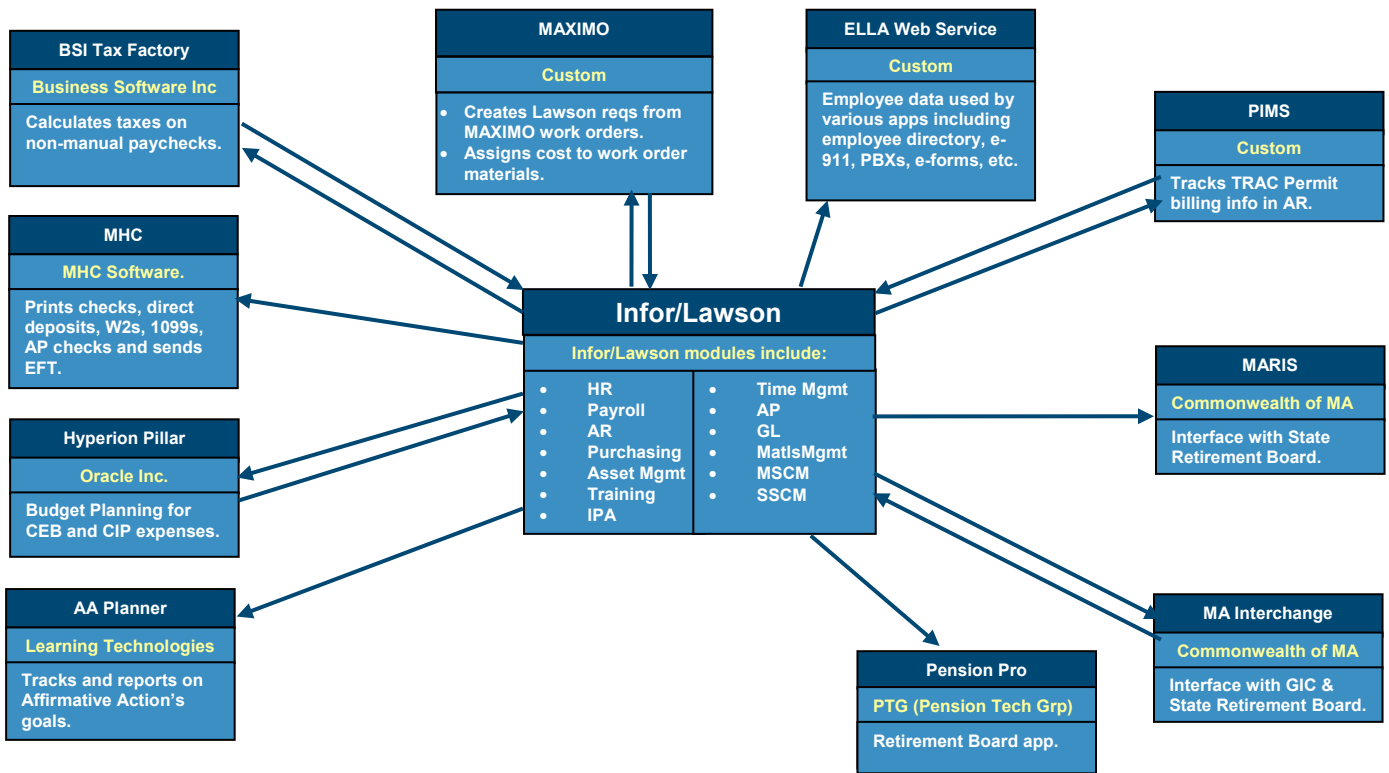 BSI Tax Factory
Business Software Inc
Calculates taxes on
non-manual paychecks.
MAXIMO
Custom
• Creates Lawson reqs from
MAXIMO work orders.
• Assigns cost to work order
materials.
ELLA Web Service
Custom
Employee data used by
various apps including
employee directory, e-
911, PBXs, e-forms, etc.
PIMS
Custom
Tracks TRAC Permit
billing info in AR.
MHC
MHC Software.
Prints checks, direct
deposits, W2s, 1099s,
AP checks and sends
EFT.
Infor/Lawson
Infor/Lawson modules include:
• HR
• Payroll
• AR
• Purchasing
• Asset Mgmt
• Training
• IPA
• Time Mgmt
• AP
• GL
• MatlsMgmt
• MSCM
• SSCM
MARIS
Commonwealth of MA
Interface with State
Retirement Board.
Hyperion Pillar
Oracle Inc.
Budget Planning for
CEB and CIP expenses.
AA Planner
Learning Technologies
Tracks and reports on
Affirmative Action's
goals.
Pension Pro
PTG (Pension Tech Grp)
Retirement Board app.
MA Interchange
Commonwealth of MA
Interface with GIC &
State Retirement Board.